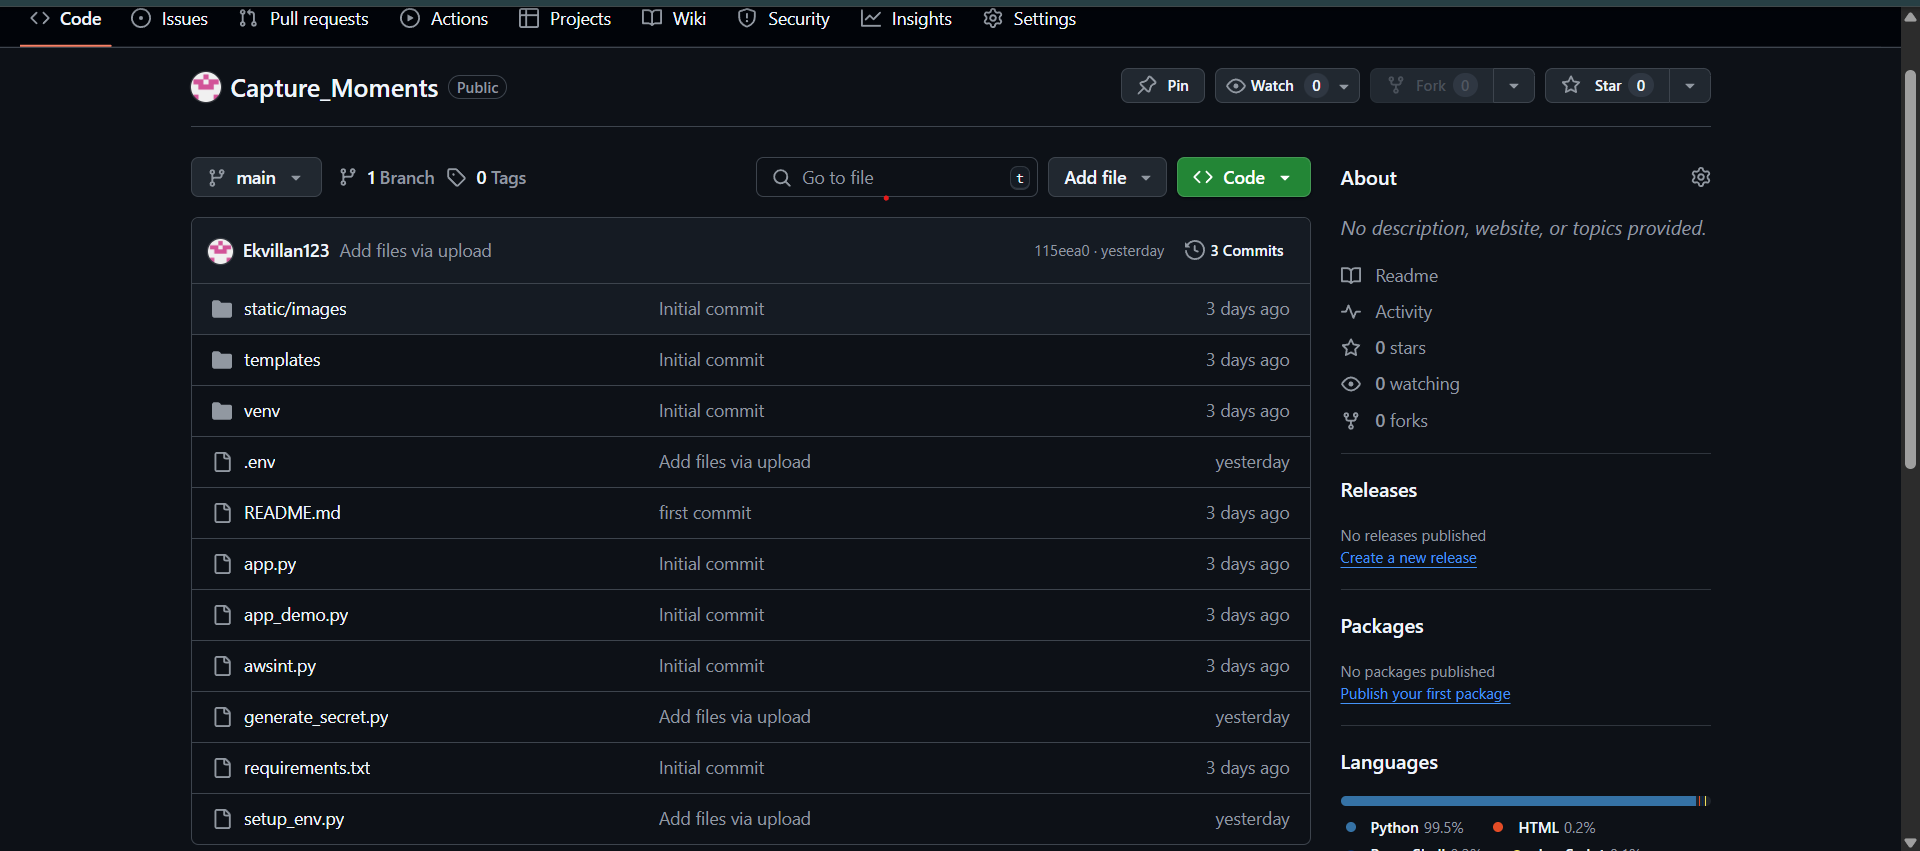 Code Issues Pull requests Actions Projects Wiki Security Insights Settings
Capture_Moments Public Pin Watch 0 Fork 0 Star 0
main 1 Branch 0 Tags Go to file t Add file Code
Ekvillan123 Add files via upload 115eea0 · yesterday 3 Commits
static/images Initial commit 3 days ago
templates Initial commit 3 days ago
venv Initial commit 3 days ago
.env Add files via upload yesterday
README.md first commit 3 days ago
app.py Initial commit 3 days ago
app_demo.py Initial commit 3 days ago
awsint.py Initial commit 3 days ago
generate_secret.py Add files via upload yesterday
requirements.txt Initial commit 3 days ago
setup_env.py Add files via upload yesterday
About
No description, website, or topics provided.
Readme
Activity
0 stars
0 watching
0 forks
Releases
No releases published
Create a new release
Packages
No packages published
Publish your first package
Languages
Python 99.5% HTML 0.2%